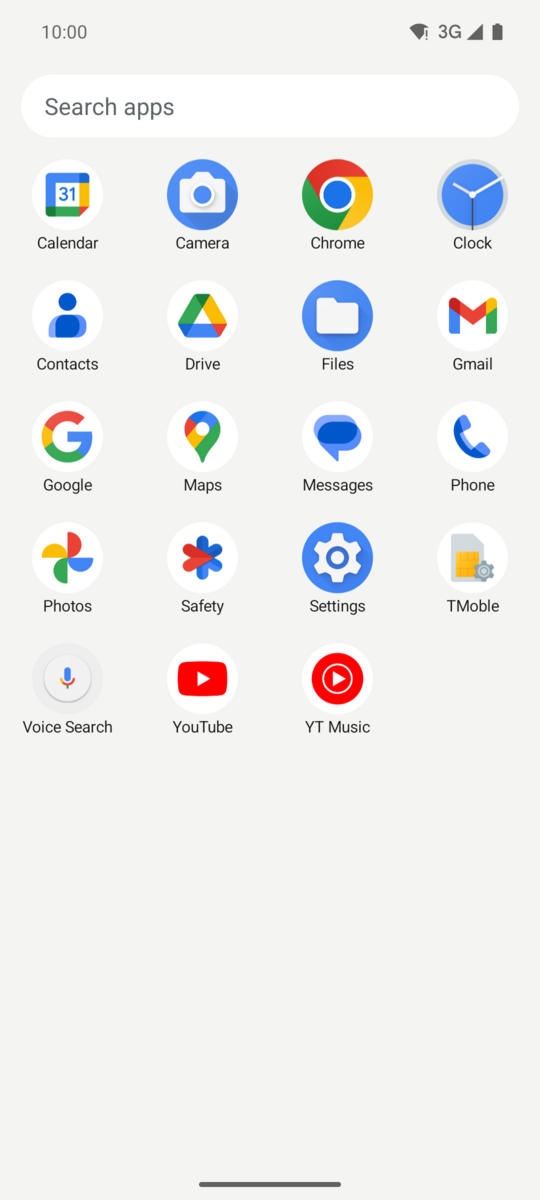 10:00 3G
Search apps
31
Calendar Camera Chrome Clock
Contacts Drive Files Gmail
Google Maps Messages Phone
Photos Safety Settings TMoble
Voice Search YouTube YT Music